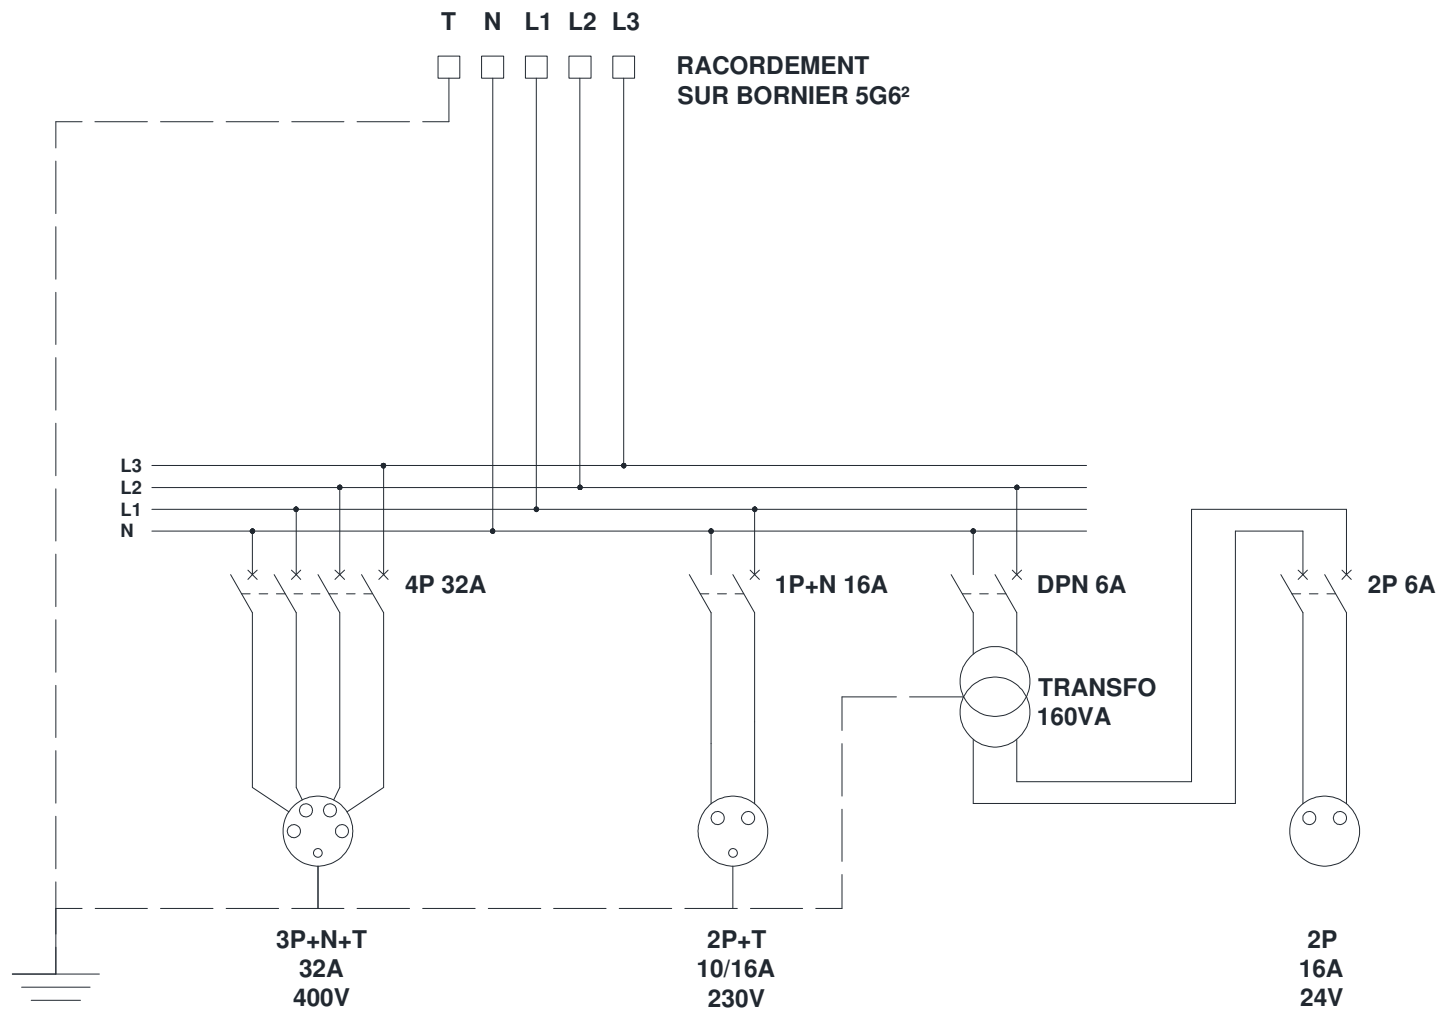 T N L1 L2 L3
RACORDEMENT
SUR BORNIER 5G6²
L3
L2
L1
N
4P 32A
1P+N 16A
DPN 6A
2P 6A
TRANSFO
160VA
3P+N+T
32A
400V
2P+T
10/16A
230V
2P
16A
24V